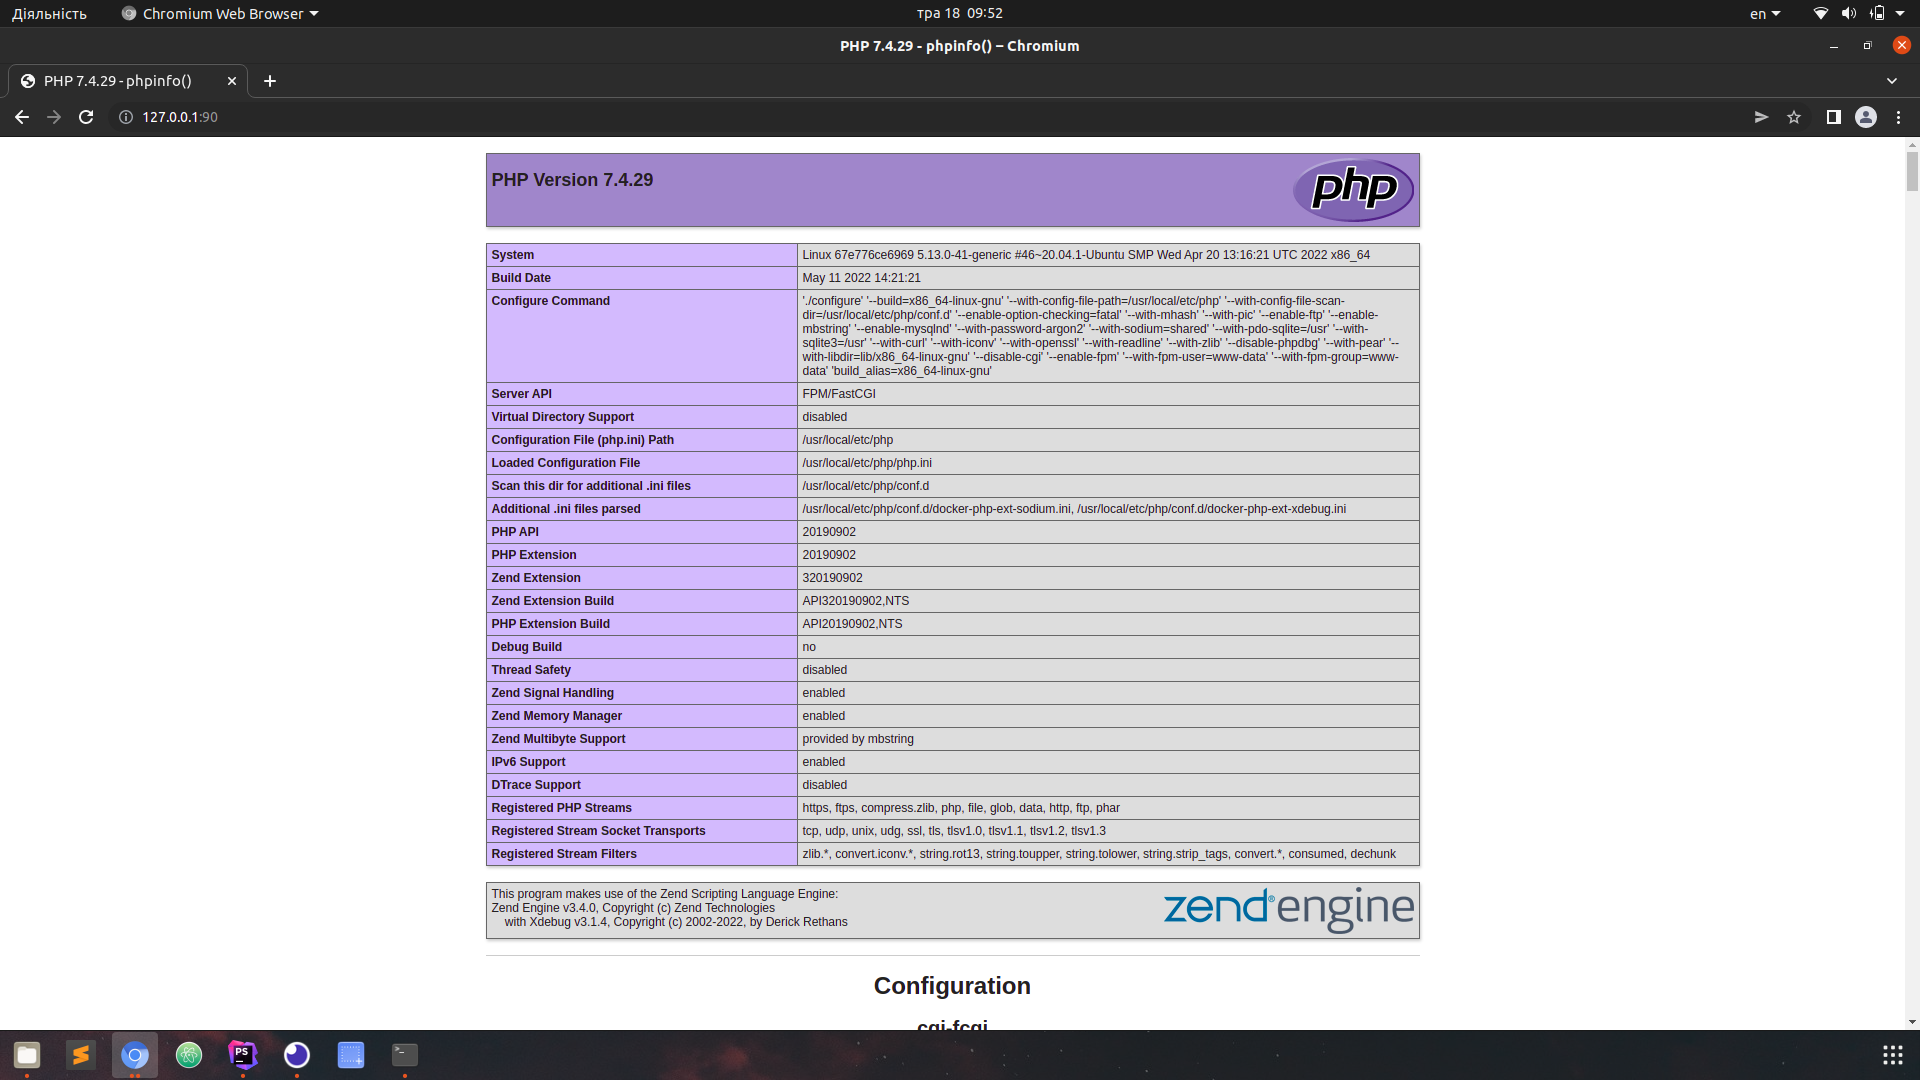 Діяльність
Chromium Web Browser
тра 18 09:52
en
PHP 7.4.29 - phpinfo() – Chromium
PHP 7.4.29 - phpinfo()
127.0.0.1:90
PHP Version 7.4.29
php
System Linux 67e776ce6969 5.13.0-41-generic #46~20.04.1-Ubuntu SMP Wed Apr 20 13:16:21 UTC 2022 x86_64
Build Date May 11 2022 14:21:21
Configure Command './configure' '--build=x86_64-linux-gnu' '--with-config-file-path=/usr/local/etc/php' '--with-config-file-scan-
dir=/usr/local/etc/php/conf.d' '--enable-option-checking=fatal' '--with-mhash' '--with-pic' '--enable-ftp' '--enable-
mbstring' '--enable-mysqlnd' '--with-password-argon2' '--with-sodium=shared' '--with-pdo-sqlite=/usr' '--with-
sqlite3=/usr' '--with-curl' '--with-iconv' '--with-openssl' '--with-readline' '--with-zlib' '--disable-phpdbg' '--with-pear' '--
with-libdir=lib/x86_64-linux-gnu' '--disable-cgi' '--enable-fpm' '--with-fpm-user=www-data' '--with-fpm-group=www-
data' 'build_alias=x86_64-linux-gnu'
Server API FPM/FastCGI
Virtual Directory Support disabled
Configuration File (php.ini) Path /usr/local/etc/php
Loaded Configuration File /usr/local/etc/php/php.ini
Scan this dir for additional .ini files /usr/local/etc/php/conf.d
Additional .ini files parsed /usr/local/etc/php/conf.d/docker-php-ext-sodium.ini, /usr/local/etc/php/conf.d/docker-php-ext-xdebug.ini
PHP API 20190902
PHP Extension 20190902
Zend Extension 320190902
Zend Extension Build API320190902,NTS
PHP Extension Build API20190902,NTS
Debug Build no
Thread Safety disabled
Zend Signal Handling enabled
Zend Memory Manager enabled
Zend Multibyte Support provided by mbstring
IPv6 Support enabled
DTrace Support disabled
Registered PHP Streams https, ftps, compress.zlib, php, file, glob, data, http, ftp, phar
Registered Stream Socket Transports tcp, udp, unix, udg, ssl, tls, tlsv1.0, tlsv1.1, tlsv1.2, tlsv1.3
Registered Stream Filters zlib.*, convert.iconv.*, string.rot13, string.toupper, string.tolower, string.strip_tags, convert.*, consumed, dechunk
This program makes use of the Zend Scripting Language Engine:
Zend Engine v3.4.0, Copyright (c) Zend Technologies
with Xdebug v3.1.4, Copyright (c) 2002-2022, by Derick Rethans
zend® engine
Configuration
cgi-fcgi
PS